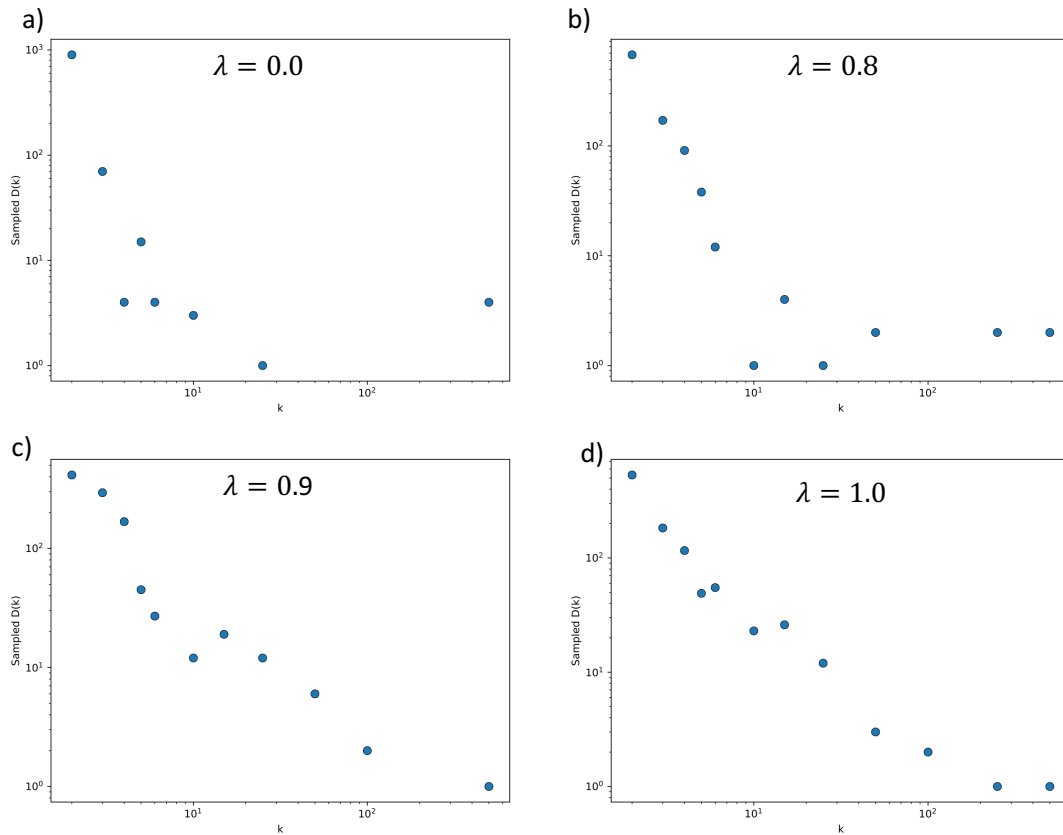 a)
λ = 0.0
10³
10²
10¹
10⁰
Sampled D(k)
10¹
10²
k
b)
λ = 0.8
10²
10¹
10⁰
Sampled D(k)
10¹
10²
k
c)
λ = 0.9
10²
10¹
10⁰
Sampled D(k)
10¹
10²
k
d)
λ = 1.0
10²
10¹
10⁰
Sampled D(k)
10¹
10²
k